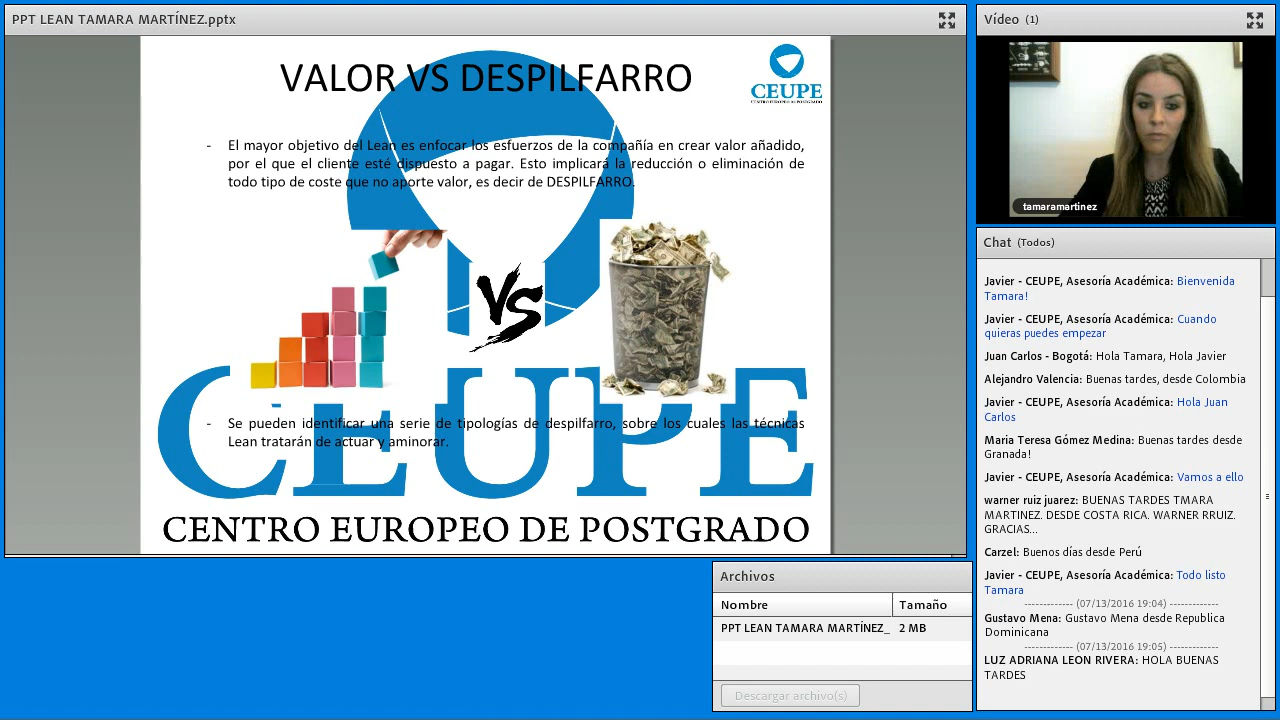 PPT LEAN TAMARA MARTÍNEZ.pptx
VALOR VS DESPILFARRO
CEUPE
CENTRO EUROPEO DE POSTGRADO
- El mayor objetivo del Lean es enfocar los esfuerzos de la compañía en crear valor añadido,
por el que el cliente esté dispuesto a pagar. Esto implicará la reducción o eliminación de
todo tipo de coste que no aporte valor, es decir de DESPILFARRO.
VS
- Se pueden identificar una serie de tipologías de despilfarro, sobre los cuales las técnicas
Lean tratarán de actuar y aminorar.
CEUPE
CENTRO EUROPEO DE POSTGRADO
Vídeo (1)
tamaramartinez
Chat (Todos)
Javier - CEUPE, Asesoría Académica: Bienvenida
Tamara!
Javier - CEUPE, Asesoría Académica: Cuando
quieras puedes empezar
Juan Carlos - Bogotá: Hola Tamara, Hola Javier
Alejandro Valencia: Buenas tardes, desde Colombia
Javier - CEUPE, Asesoría Académica: Hola Juan
Carlos
Maria Teresa Gómez Medina: Buenas tardes desde
Granada!
Javier - CEUPE, Asesoría Académica: Vamos a ello
warner ruiz juarez: BUENAS TARDES TMARA
MARTINEZ. DESDE COSTA RICA. WARNER RRUIZ.
GRACIAS...
Carzel: Buenos días desde Perú
Javier - CEUPE, Asesoría Académica: Todo listo
Tamara
------------- (07/13/2016 19:04) -------------
Gustavo Mena: Gustavo Mena desde Republica
Dominicana
------------- (07/13/2016 19:05) -------------
LUZ ADRIANA LEON RIVERA: HOLA BUENAS
TARDES
Archivos
Nombre Tamaño
PPT LEAN TAMARA MARTÍNEZ_ 2 MB
Descargar archivo(s)